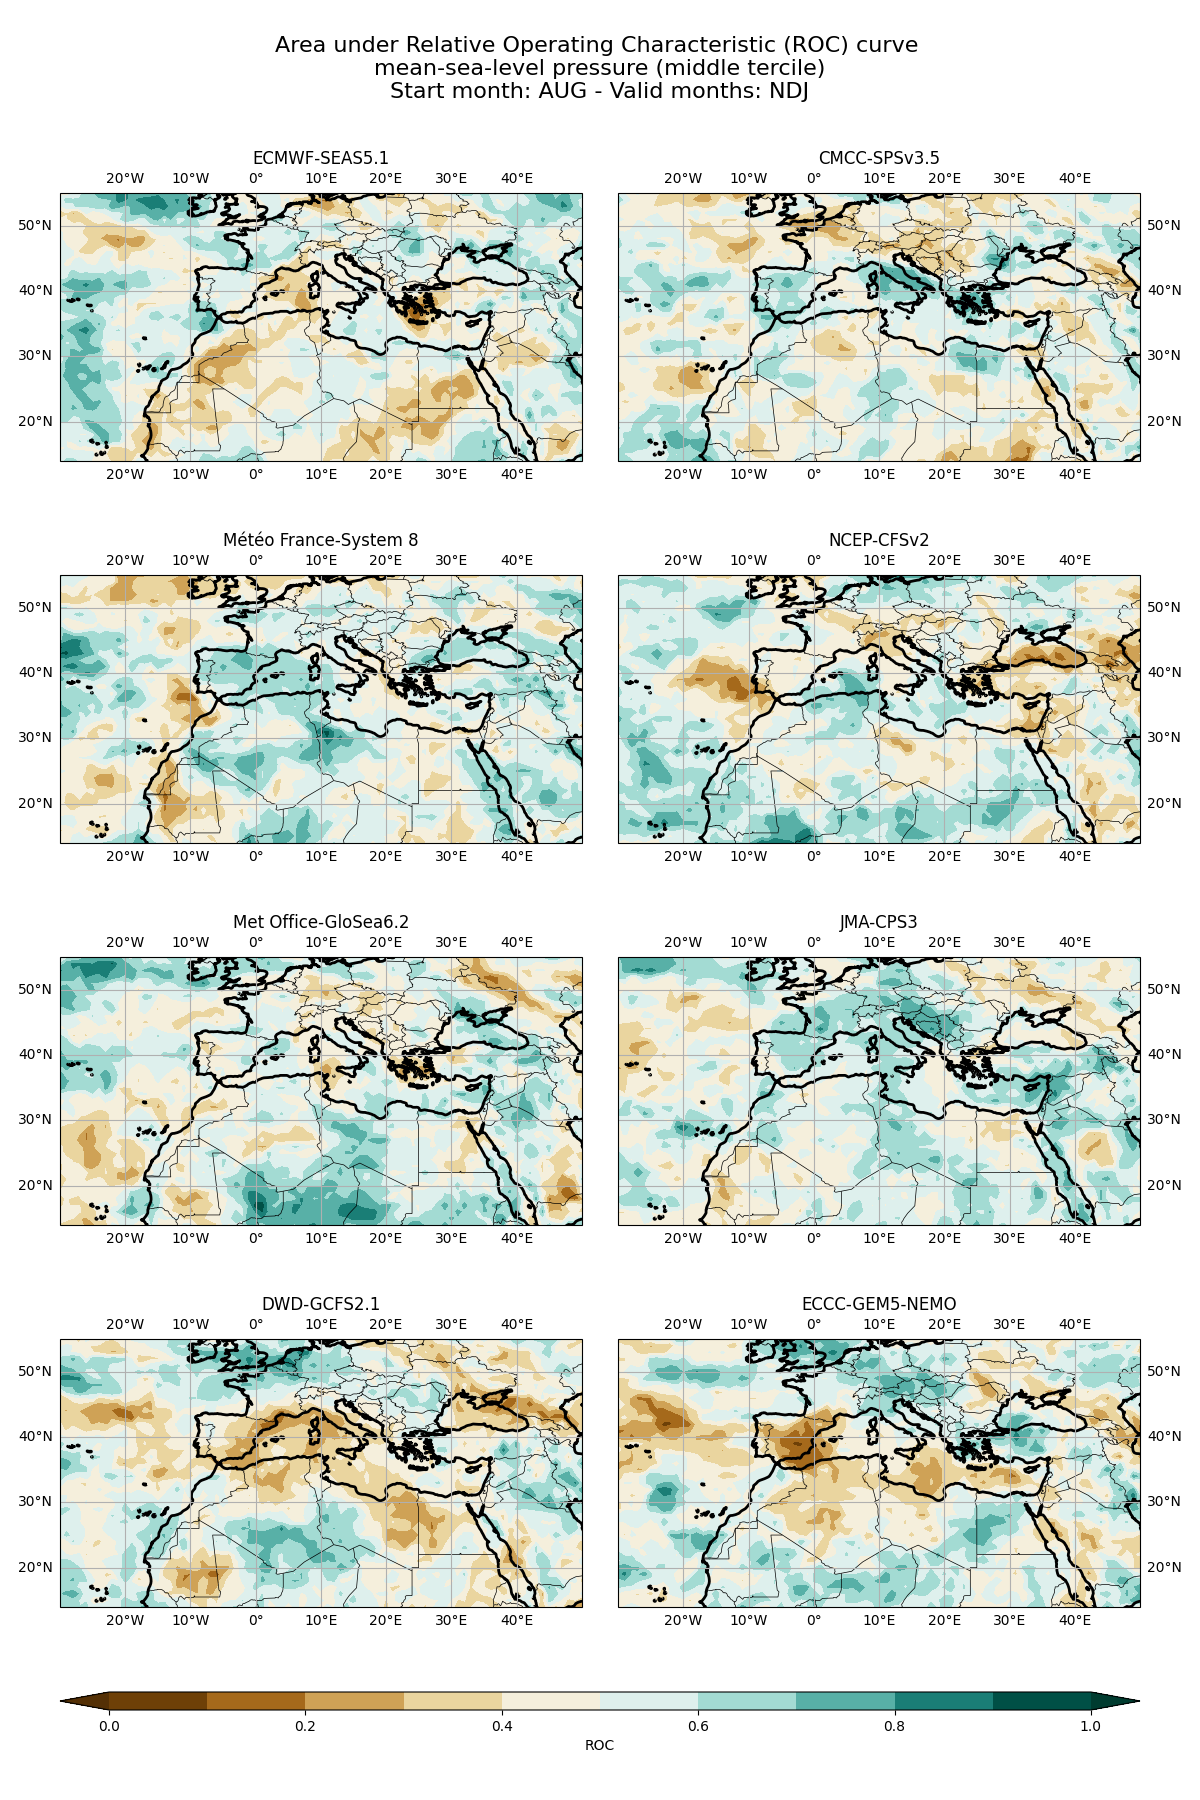 Area under Relative Operating Characteristic (ROC) curve
mean-sea-level pressure (middle tercile)
Start month: AUG - Valid months: NDJ
ECMWF-SEAS5.1
CMCC-SPSv3.5
20°W 10°W 0° 10°E 20°E 30°E 40°E
20°W 10°W 0° 10°E 20°E 30°E 40°E
50°N
50°N
40°N
40°N
30°N
30°N
20°N
20°N
20°W 10°W 0° 10°E 20°E 30°E 40°E
20°W 10°W 0° 10°E 20°E 30°E 40°E
Météo France-System 8
NCEP-CFSv2
20°W 10°W 0° 10°E 20°E 30°E 40°E
20°W 10°W 0° 10°E 20°E 30°E 40°E
50°N
50°N
40°N
40°N
30°N
30°N
20°N
20°N
20°W 10°W 0° 10°E 20°E 30°E 40°E
20°W 10°W 0° 10°E 20°E 30°E 40°E
Met Office-GloSea6.2
JMA-CPS3
20°W 10°W 0° 10°E 20°E 30°E 40°E
20°W 10°W 0° 10°E 20°E 30°E 40°E
50°N
50°N
40°N
40°N
30°N
30°N
20°N
20°N
20°W 10°W 0° 10°E 20°E 30°E 40°E
20°W 10°W 0° 10°E 20°E 30°E 40°E
DWD-GCFS2.1
ECCC-GEM5-NEMO
20°W 10°W 0° 10°E 20°E 30°E 40°E
20°W 10°W 0° 10°E 20°E 30°E 40°E
50°N
50°N
40°N
40°N
30°N
30°N
20°N
20°N
20°W 10°W 0° 10°E 20°E 30°E 40°E
20°W 10°W 0° 10°E 20°E 30°E 40°E
0.0 0.2 0.4 0.6 0.8 1.0
ROC